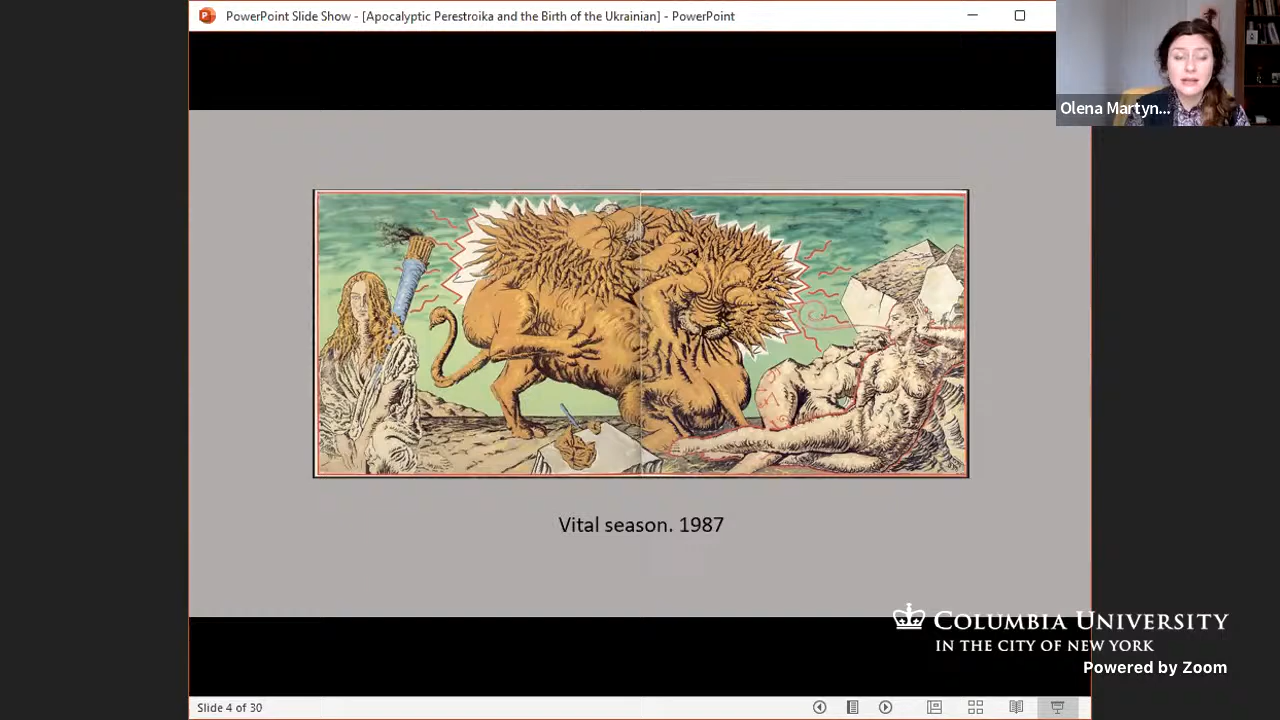 PowerPoint Slide Show - [Apocalyptic Perestroika and the Birth of the Ukrainian] - PowerPoint
Olena Martyn...
Vital season. 1987
COLUMBIA UNIVERSITY
IN THE CITY OF NEW YORK
Powered by Zoom
Slide 4 of 30